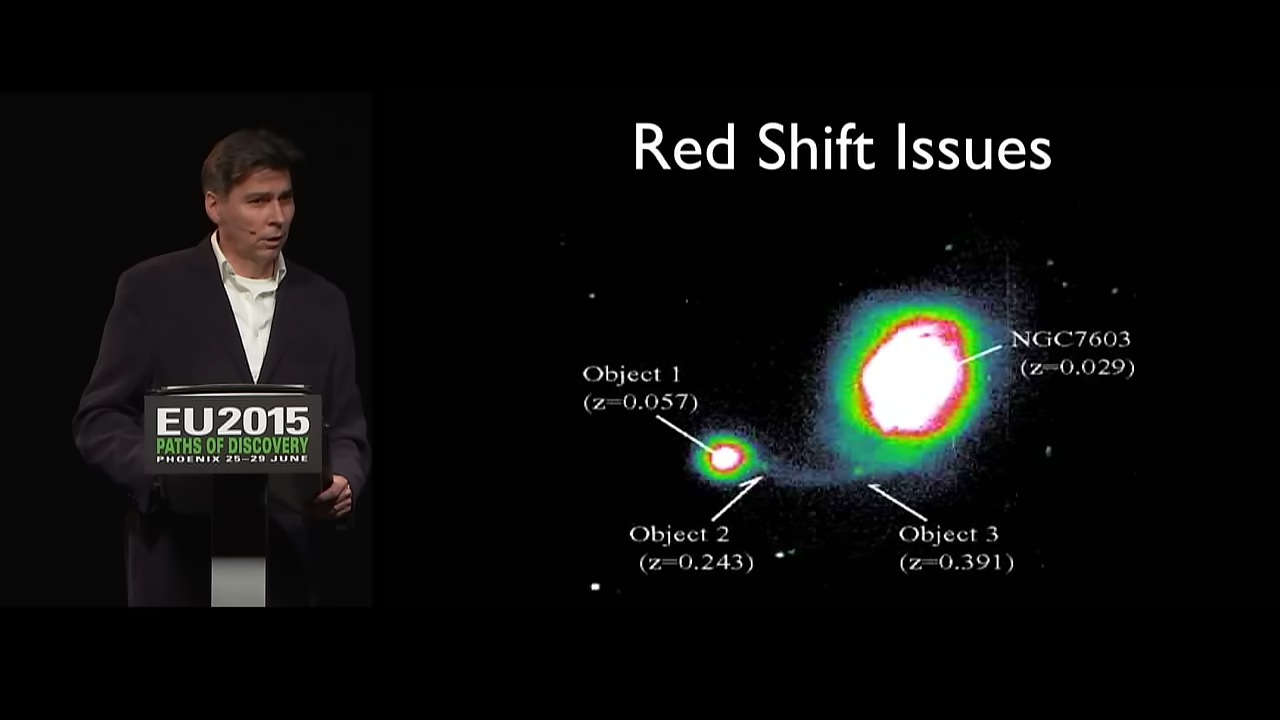 Red Shift Issues
NGC7603
(z=0.029)
Object 1
(z=0.057)
Object 2
(z=0.243)
Object 3
(z=0.391)
EU2015
PATHS OF DISCOVERY
PHOENIX 25-29 JUNE